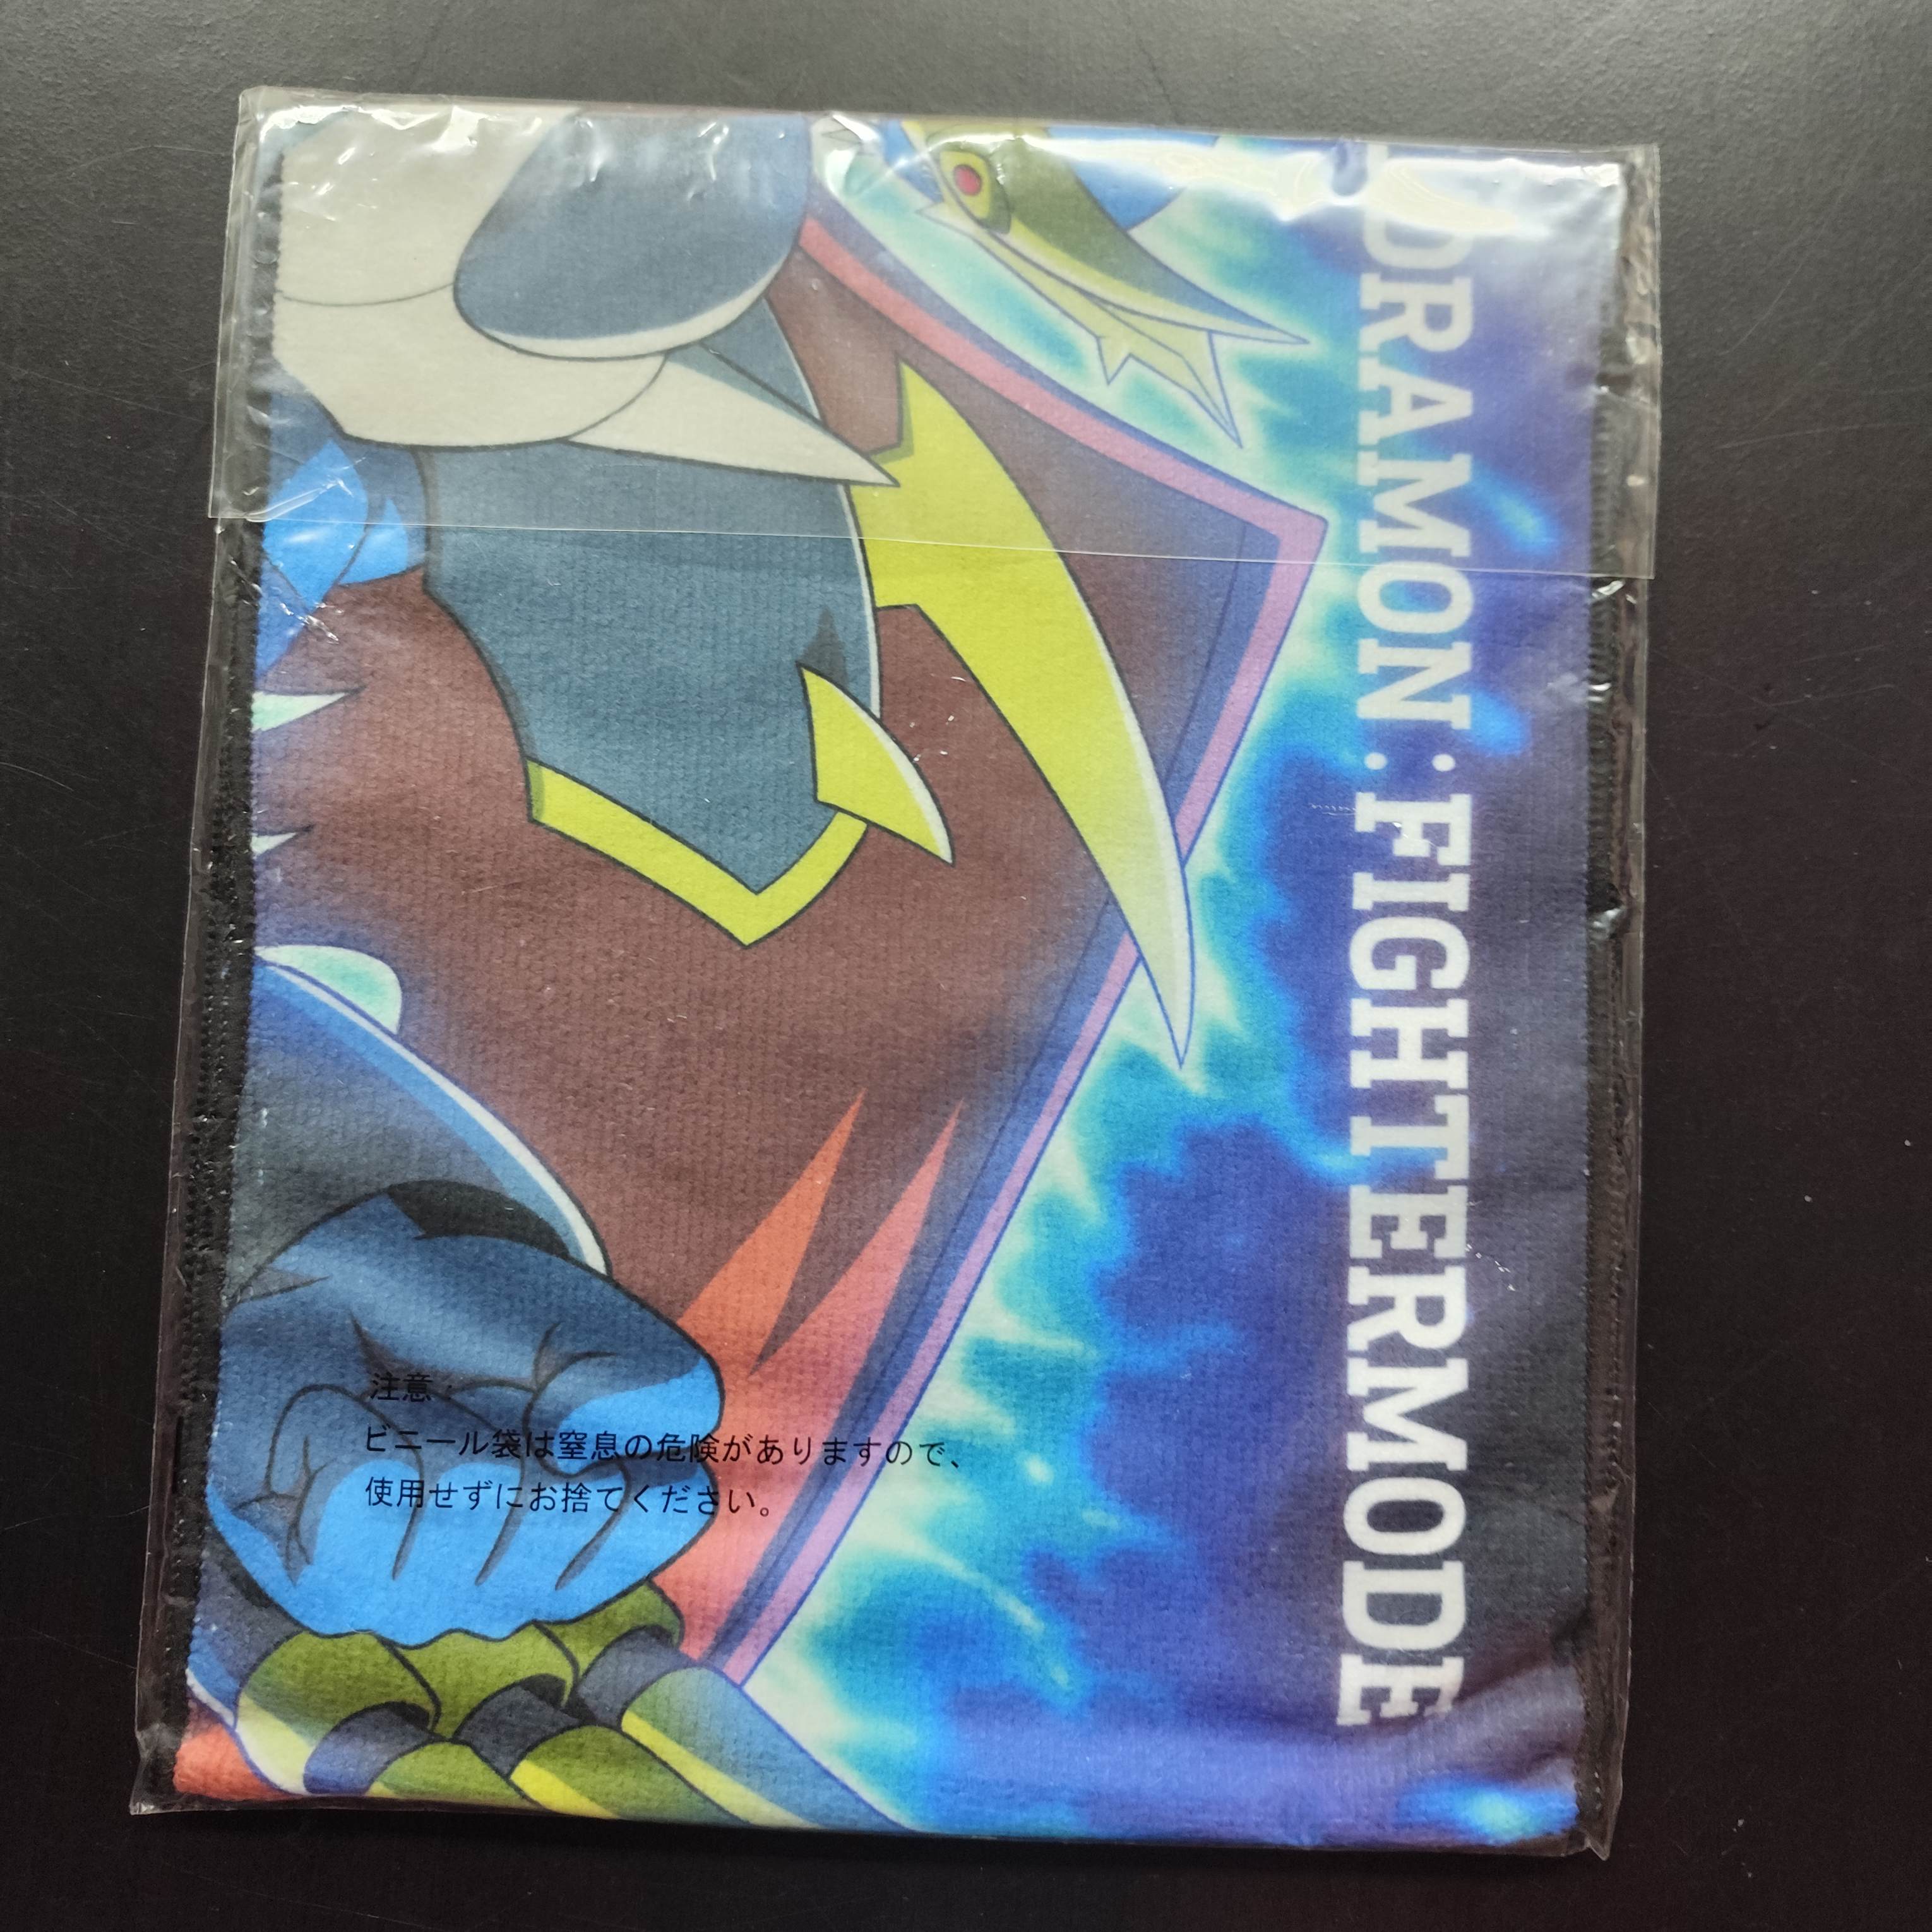 DRAMON:FIGHTERMODE
注意:
ビニール袋は窒息の危険がありますので、
使用せずにお捨てください。